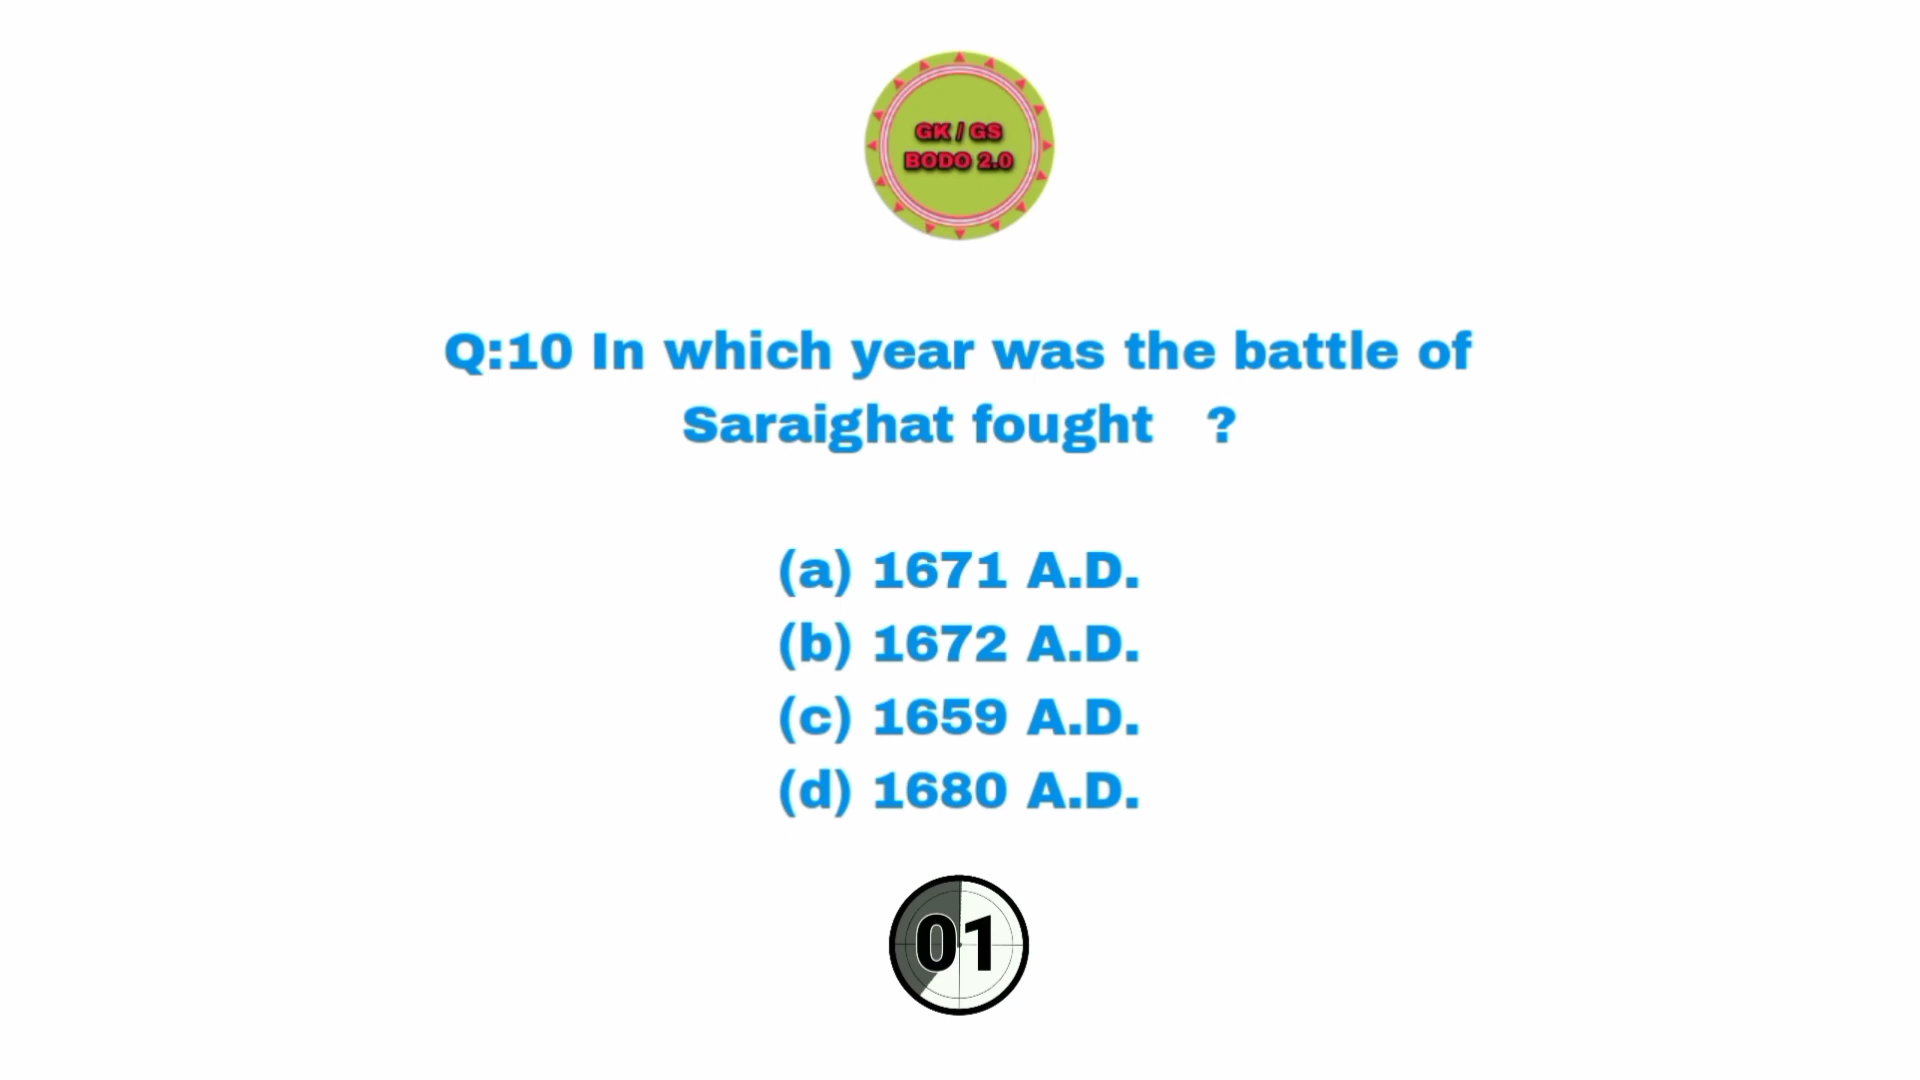 GK / GS
BODO 2.0
Q:10 In which year was the battle of
Saraighat fought ?
(a) 1671 A.D.
(b) 1672 A.D.
(c) 1659 A.D.
(d) 1680 A.D.
01